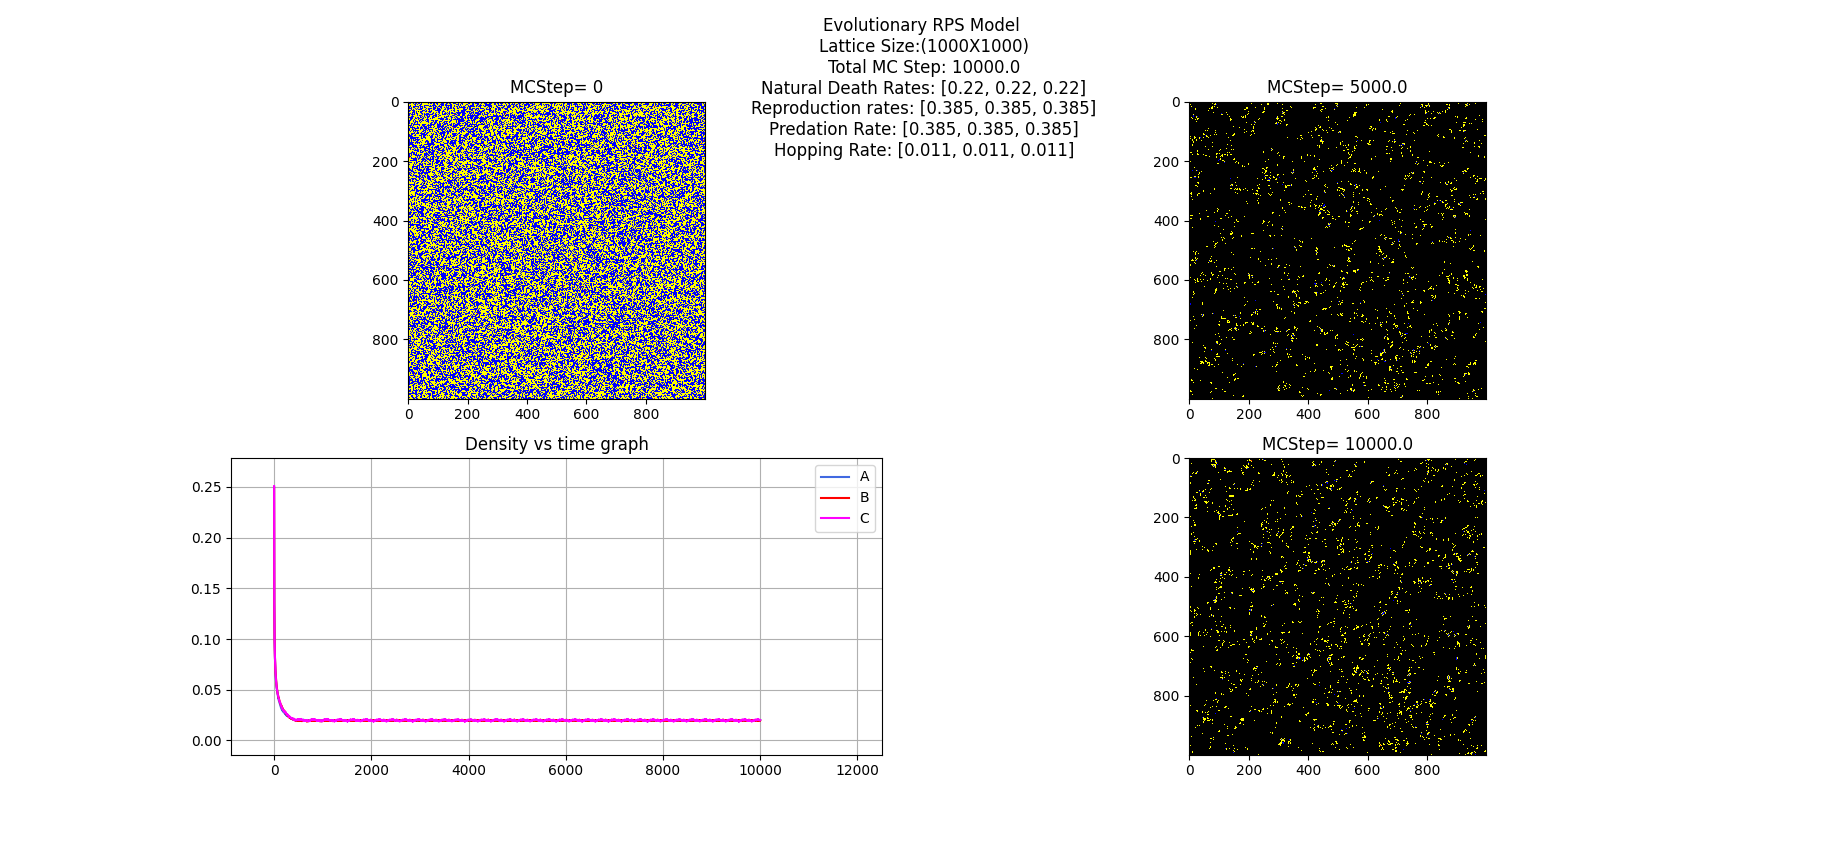 Evolutionary RPS Model
Lattice Size:(1000X1000)
Total MC Step: 10000.0
Natural Death Rates: [0.22, 0.22, 0.22]
Reproduction rates: [0.385, 0.385, 0.385]
Predation Rate: [0.385, 0.385, 0.385]
Hopping Rate: [0.011, 0.011, 0.011]
MCStep= 0
0
200
400
600
800
0 200 400 600 800
MCStep= 5000.0
0
200
400
600
800
0 200 400 600 800
Density vs time graph
A
B
C
0.25
0.20
0.15
0.10
0.05
0.00
0 2000 4000 6000 8000 10000 12000
MCStep= 10000.0
0
200
400
600
800
0 200 400 600 800